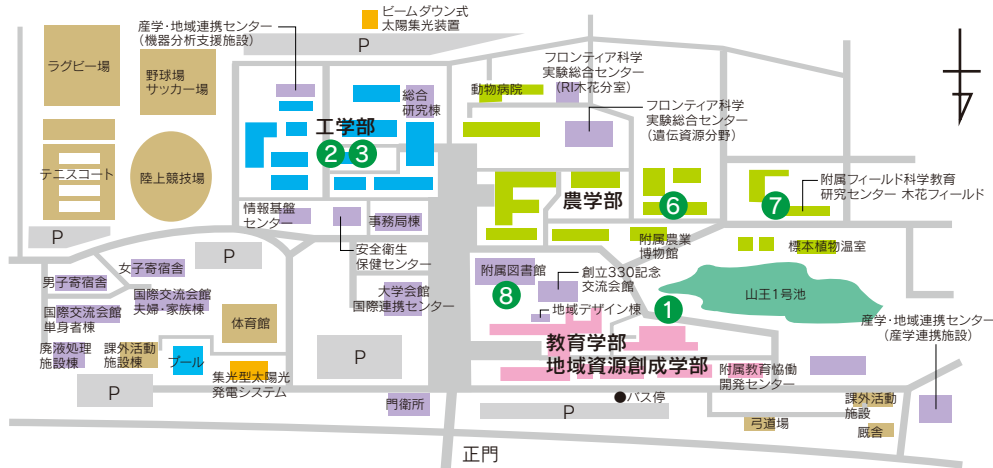 ビームダウン式
太陽集光装置
産学・地域連携センター
（機器分析支援施設）
P
ラグビー場
野球場
サッカー場
総合
研究棟
動物病院
フロンティア科学
実験総合センター
（RI木花分室）
フロンティア科学
実験総合センター
（遺伝資源分野）
工学部
2
3
テニスコート
陸上競技場
農学部
6
7
附属フィールド科学教育
研究センター 木花フィールド
情報基盤
センター
事務局棟
安全衛生
保健センター
附属農業
博物館
標本植物温室
P
P
女子寄宿舎
男子寄宿舎
国際交流会館
夫婦・家族棟
国際交流会館
単身者棟
大学会館
国際連携センター
附属図書館
8
創立330記念
交流会館
地域デザイン棟
1
山王1号池
産学・地域連携センター
（産学連携施設）
体育館
廃液処理
施設棟
課外活動
施設棟
プール
集光型太陽光
発電システム
P
P
教育学部
地域資源創成学部
附属教育協働
開発センター
門衛所
バス停
P
課外活動
施設
弓道場
厩舎
正門